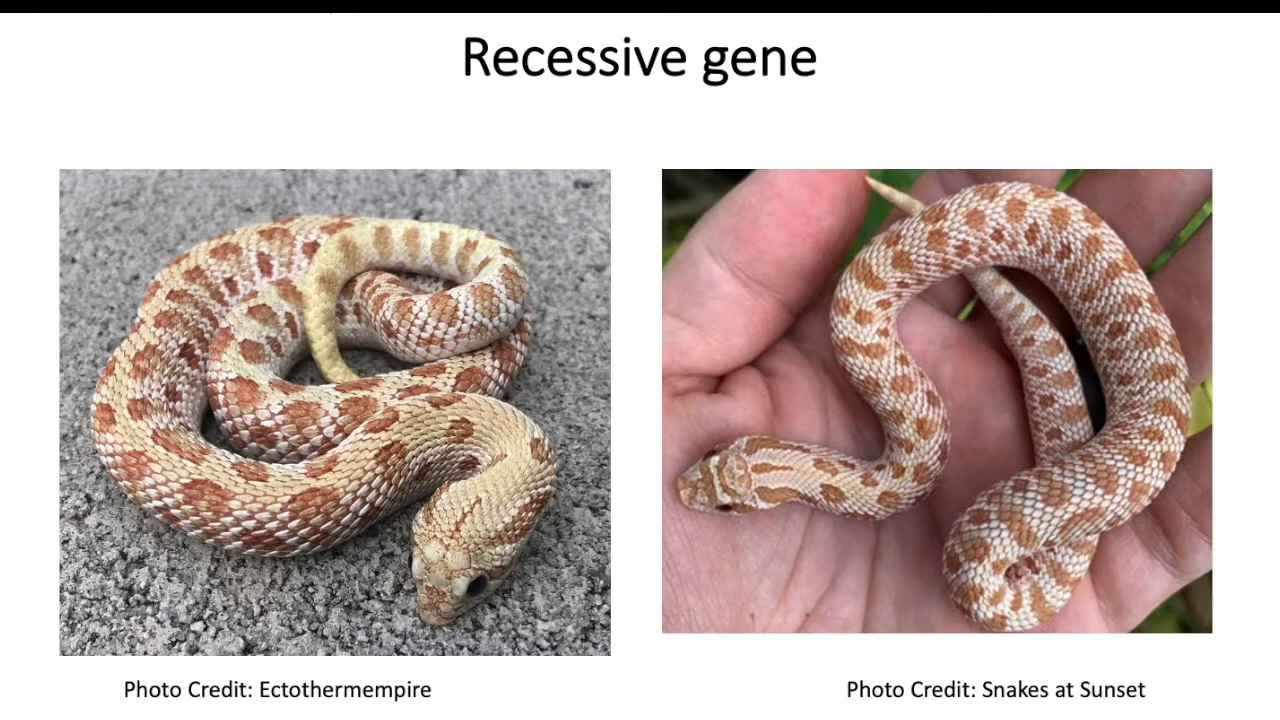 Recessive gene
Photo Credit: Ectothermempire
Photo Credit: Snakes at Sunset